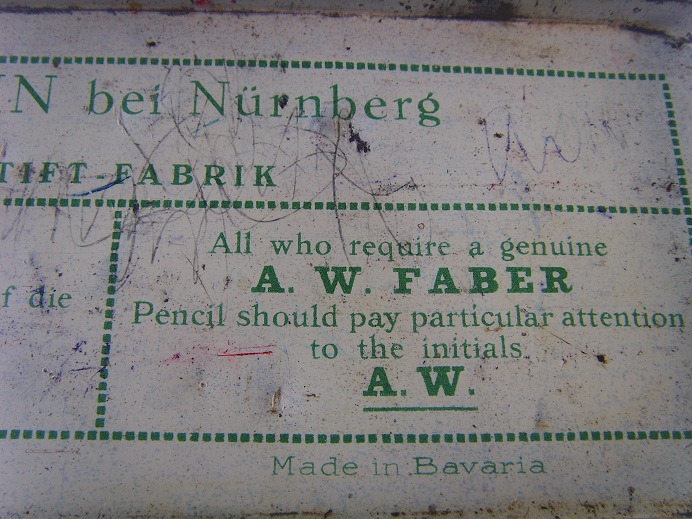 IN bei Nürnberg
TIFT-FABRIK
f die
All who require a genuine
A. W. FABER
Pencil should pay particular attention
to the initials
A.W.
Made in Bavaria